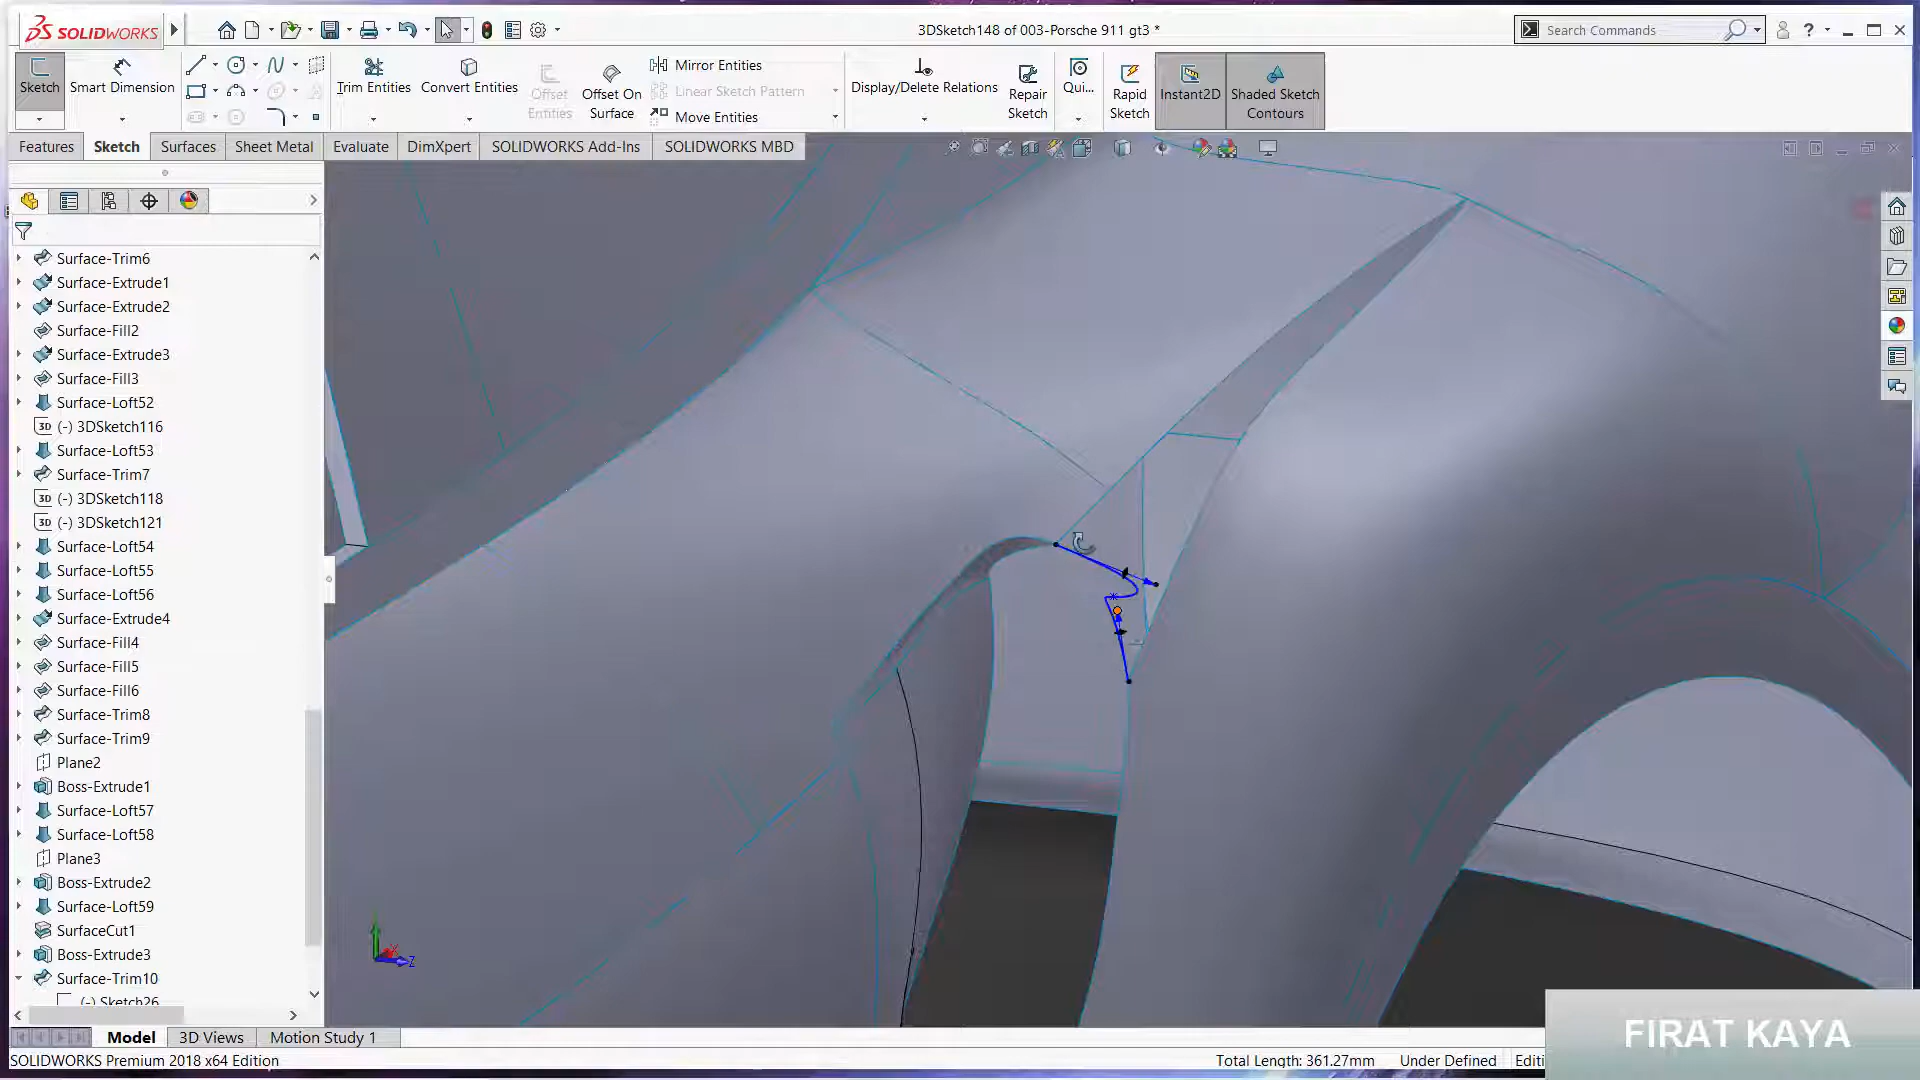 SOLIDWORKS
3DSketch148 of 003-Porsche 911 gt3 *
Search Commands
Sketch
Smart Dimension
Trim Entities
Convert Entities
Offset Entities
Offset On Surface
Mirror Entities
Linear Sketch Pattern
Move Entities
Display/Delete Relations
Repair Sketch
Qui...
Rapid Sketch
Instant2D
Shaded Sketch Contours
Features
Sketch
Surfaces
Sheet Metal
Evaluate
DimXpert
SOLIDWORKS Add-Ins
SOLIDWORKS MBD
Surface-Trim6
Surface-Extrude1
Surface-Extrude2
Surface-Fill2
Surface-Extrude3
Surface-Fill3
Surface-Loft52
3D (-) 3DSketch116
Surface-Loft53
Surface-Trim7
3D (-) 3DSketch118
3D (-) 3DSketch121
Surface-Loft54
Surface-Loft55
Surface-Loft56
Surface-Extrude4
Surface-Fill4
Surface-Fill5
Surface-Fill6
Surface-Trim8
Surface-Trim9
Plane2
Boss-Extrude1
Surface-Loft57
Surface-Loft58
Plane3
Boss-Extrude2
Surface-Loft59
SurfaceCut1
Boss-Extrude3
Surface-Trim10
(-) Sketch26
Z
Model
3D Views
Motion Study 1
SOLIDWORKS Premium 2018 x64 Edition
Total Length: 361.27mm
Under Defined
Editi
FIRAT KAYA